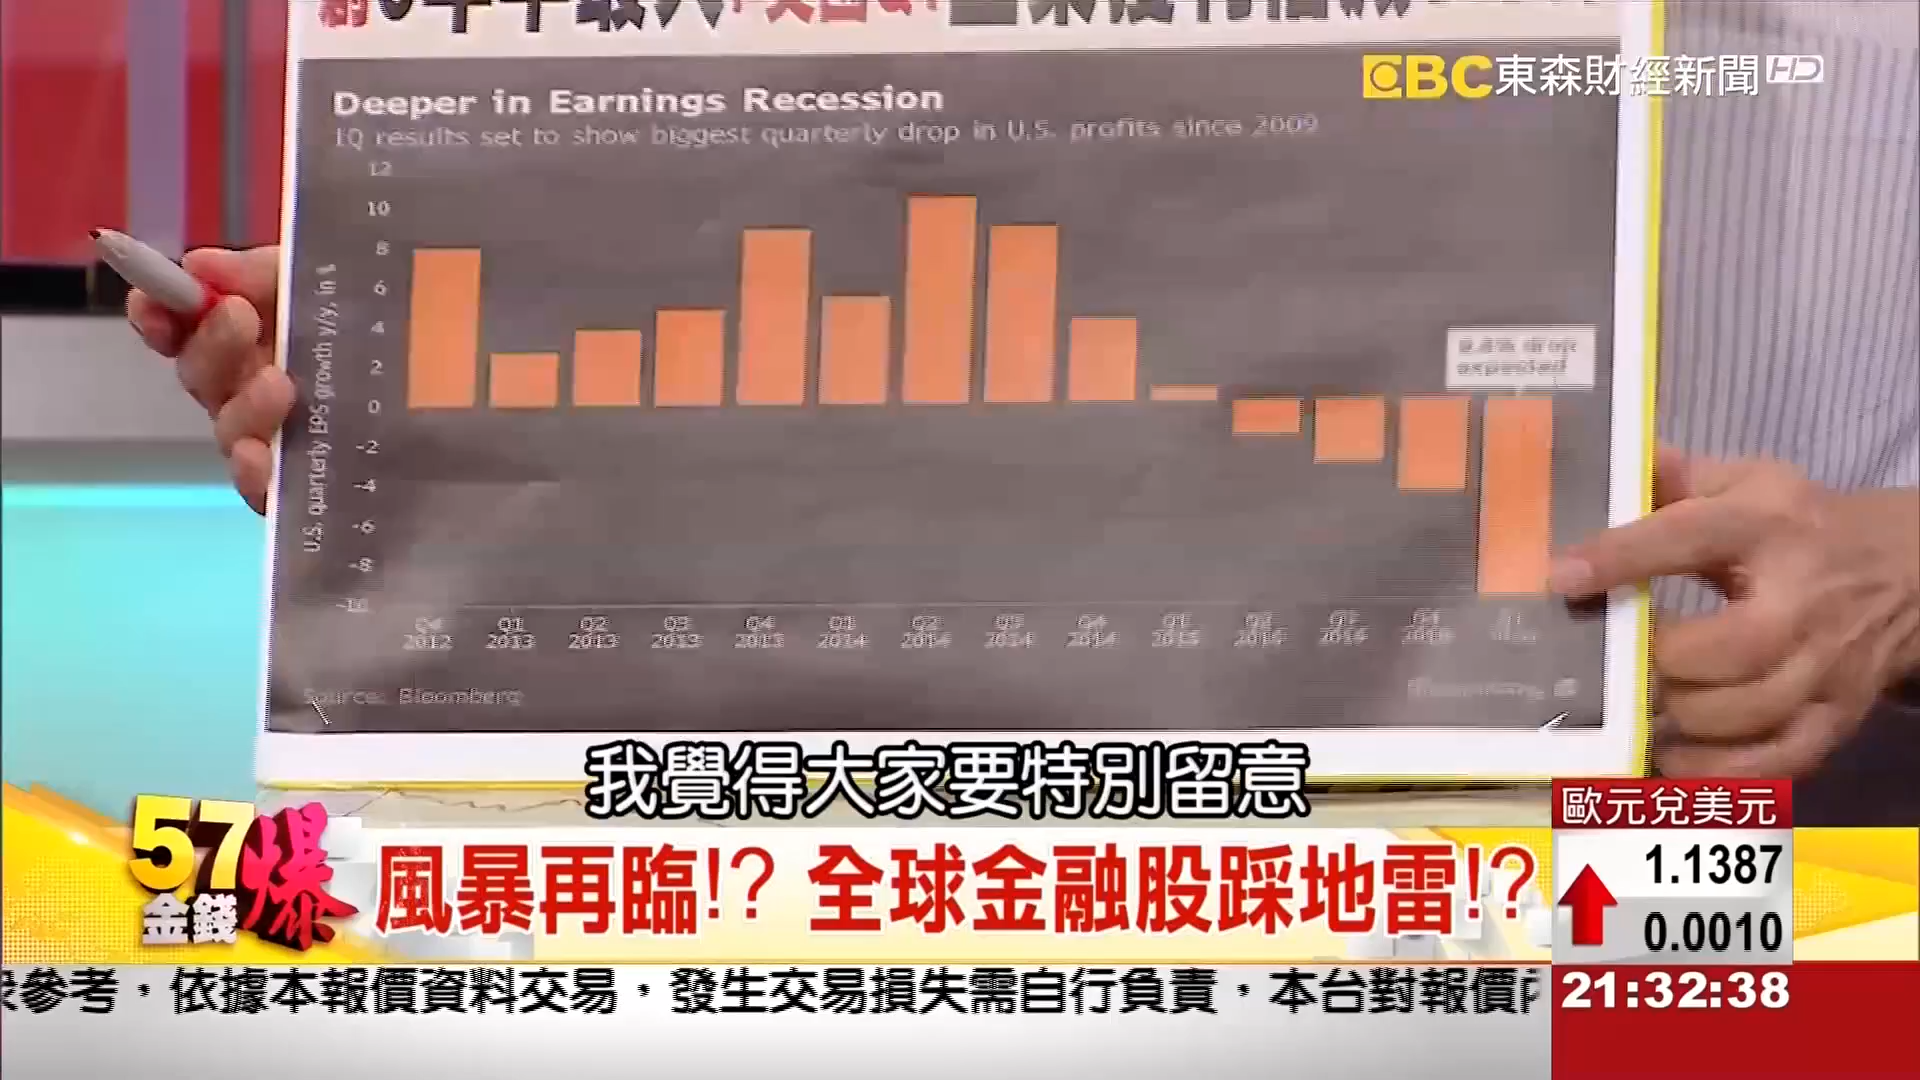 EBC東森財經新聞 HD
Deeper in Earnings Recession
1Q results set to show biggest quarterly drop in U.S. profits since 2009
12
10
8
6
4
2
0
-2
-4
-6
-8
-10
U.S. quarterly EPS growth y/y, in %
expected
Q4 Q1 Q2 Q3 Q4 Q1 Q2 Q3 Q4 Q1
2012 2013 2013 2013 2013 2014 2014 2014 2014 2015
Source: Bloomberg
我覺得大家要特別留意
57金錢爆
風暴再臨!? 全球金融股踩地雷!?
歐元兌美元
1.1387
0.0010
參考，依據本報價資料交易，發生交易損失需自行負責，本台對報價
21:32:38